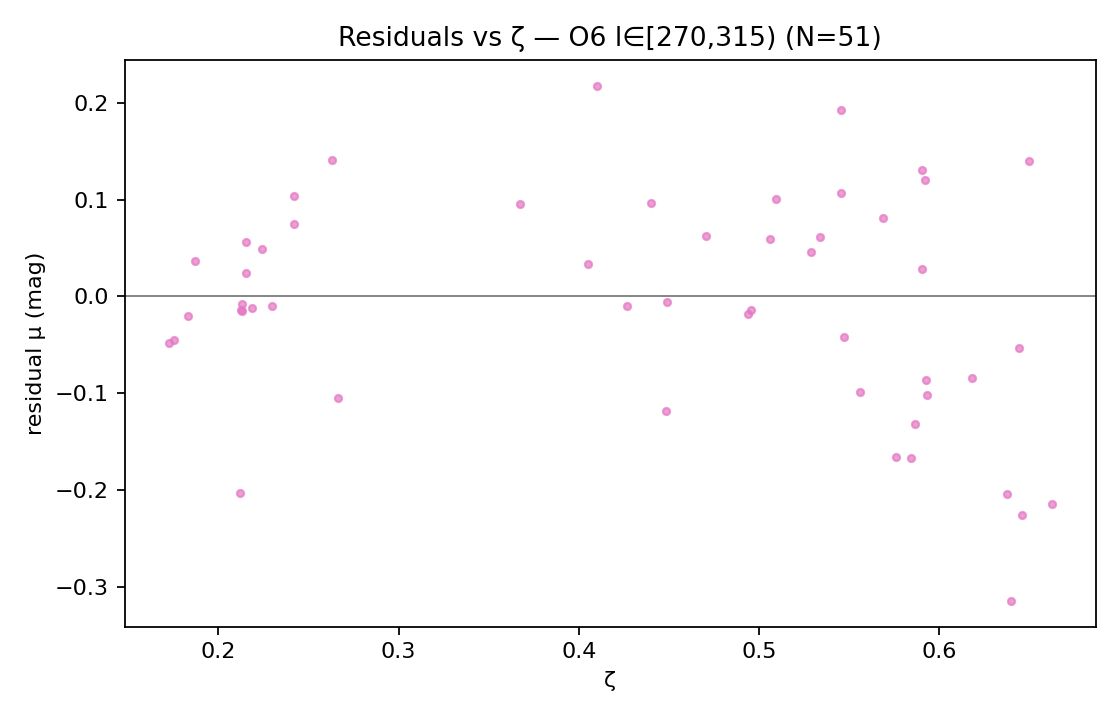 Residuals vs ζ — O6 l∈[270,315) (N=51)
0.2
0.1
0.0
−0.1
−0.2
−0.3
residual μ (mag)
0.2 0.3 0.4 0.5 0.6
ζ